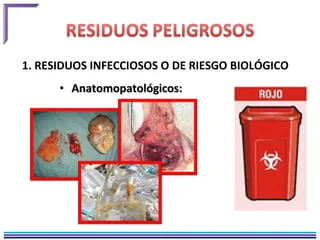 RESIDUOS PELIGROSOS
1. RESIDUOS INFECCIOSOS O DE RIESGO BIOLÓGICO
• Anatomopatológicos:
ROJO